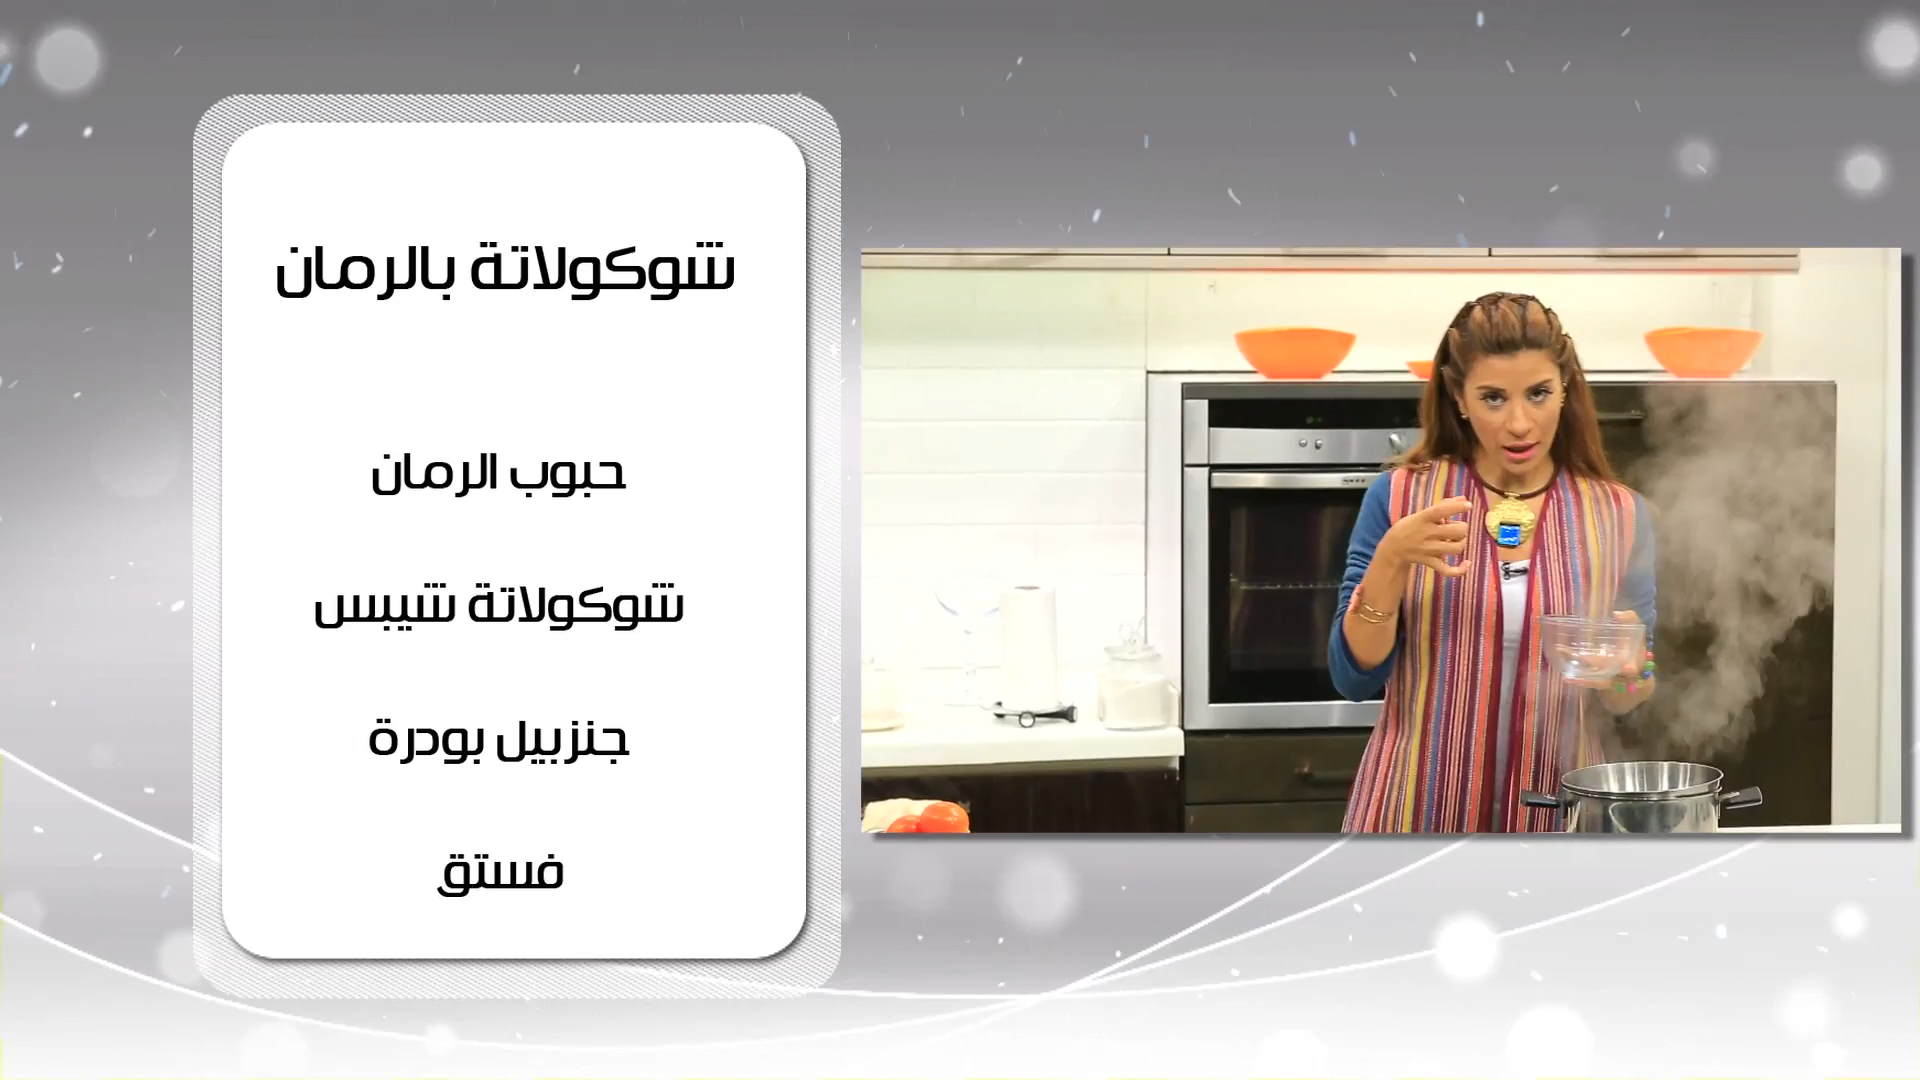 شوكولاتة بالرمان
حبوب الرمان
شوكولاتة شيبس
جنزبيل بودرة
فستق